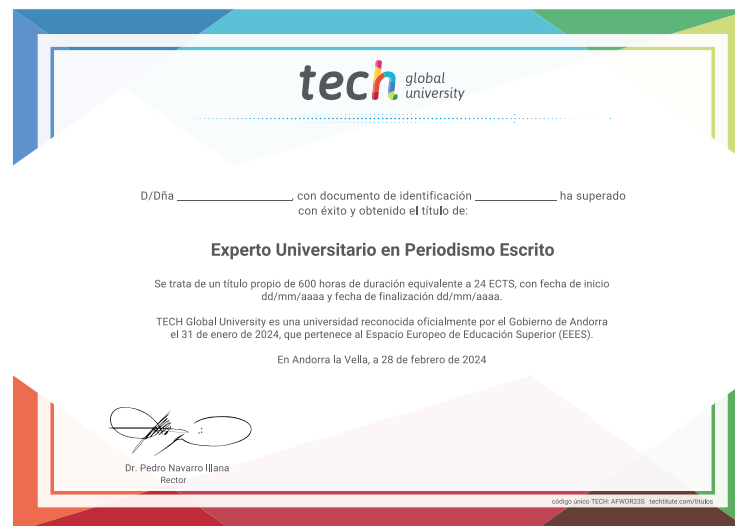 tech global university
D/Dña ____________, con documento de identificación ____________ ha superado
con éxito y obtenido el título de:
Experto Universitario en Periodismo Escrito
Se trata de un título propio de 600 horas de duración equivalente a 24 ECTS, con fecha de inicio
dd/mm/aaaa y fecha de finalización dd/mm/aaaa.
TECH Global University es una universidad reconocida oficialmente por el Gobierno de Andorra
el 31 de enero de 2024, que pertenece al Espacio Europeo de Educación Superior (EEES).
En Andorra la Vella, a 28 de febrero de 2024
Dr. Pedro Navarro Illana
Rector
código único TECH: AFWOR23S techtitute.com/titulos